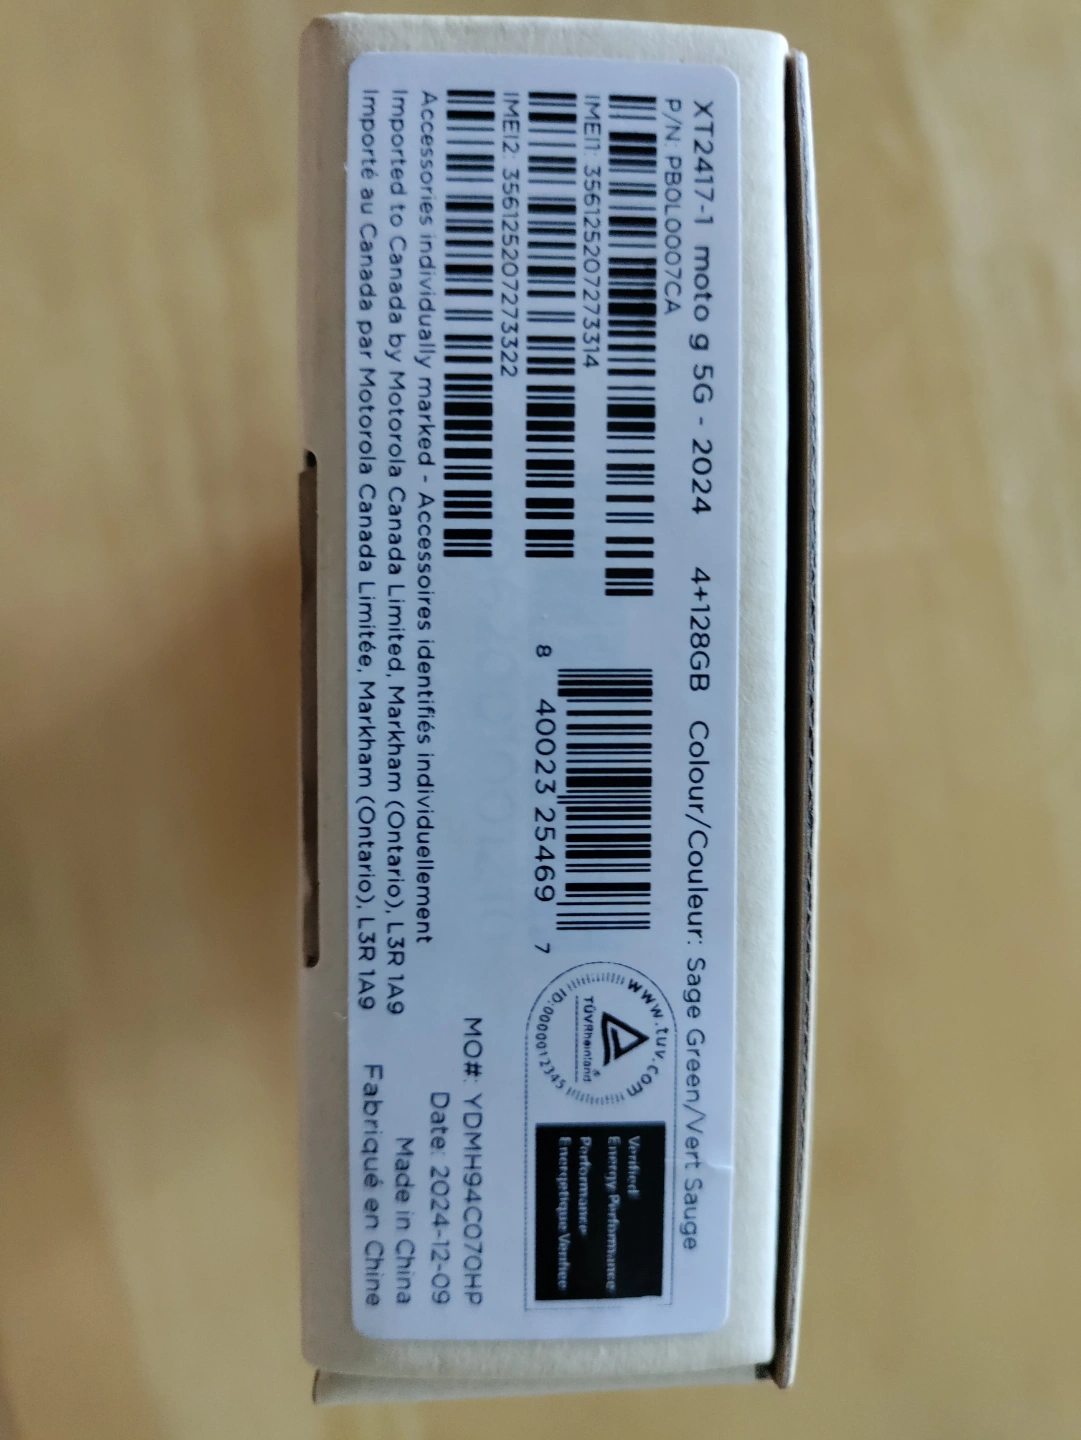 XT2417-1 moto g 5G - 2024 4+128GB Colour/Couleur: Sage Green/Vert Sauge
P/N: PB0L0007CA
IMEI1: 356125207273314
IMEI2: 356125207273322
8 40023 25469 7
www.tuv.com
TÜVRheinland®
ID:0000012345
Verified
Energy Performance
Performance
Energetique Verifiee
Accessories individually marked - Accessoires identifiés individuellement
Imported to Canada by Motorola Canada Limited, Markham (Ontario), L3R 1A9
Importé au Canada par Motorola Canada Limitée, Markham (Ontario), L3R 1A9
MO#: YDMH94C070HP
Date: 2024-12-09
Made in China
Fabriqué en Chine